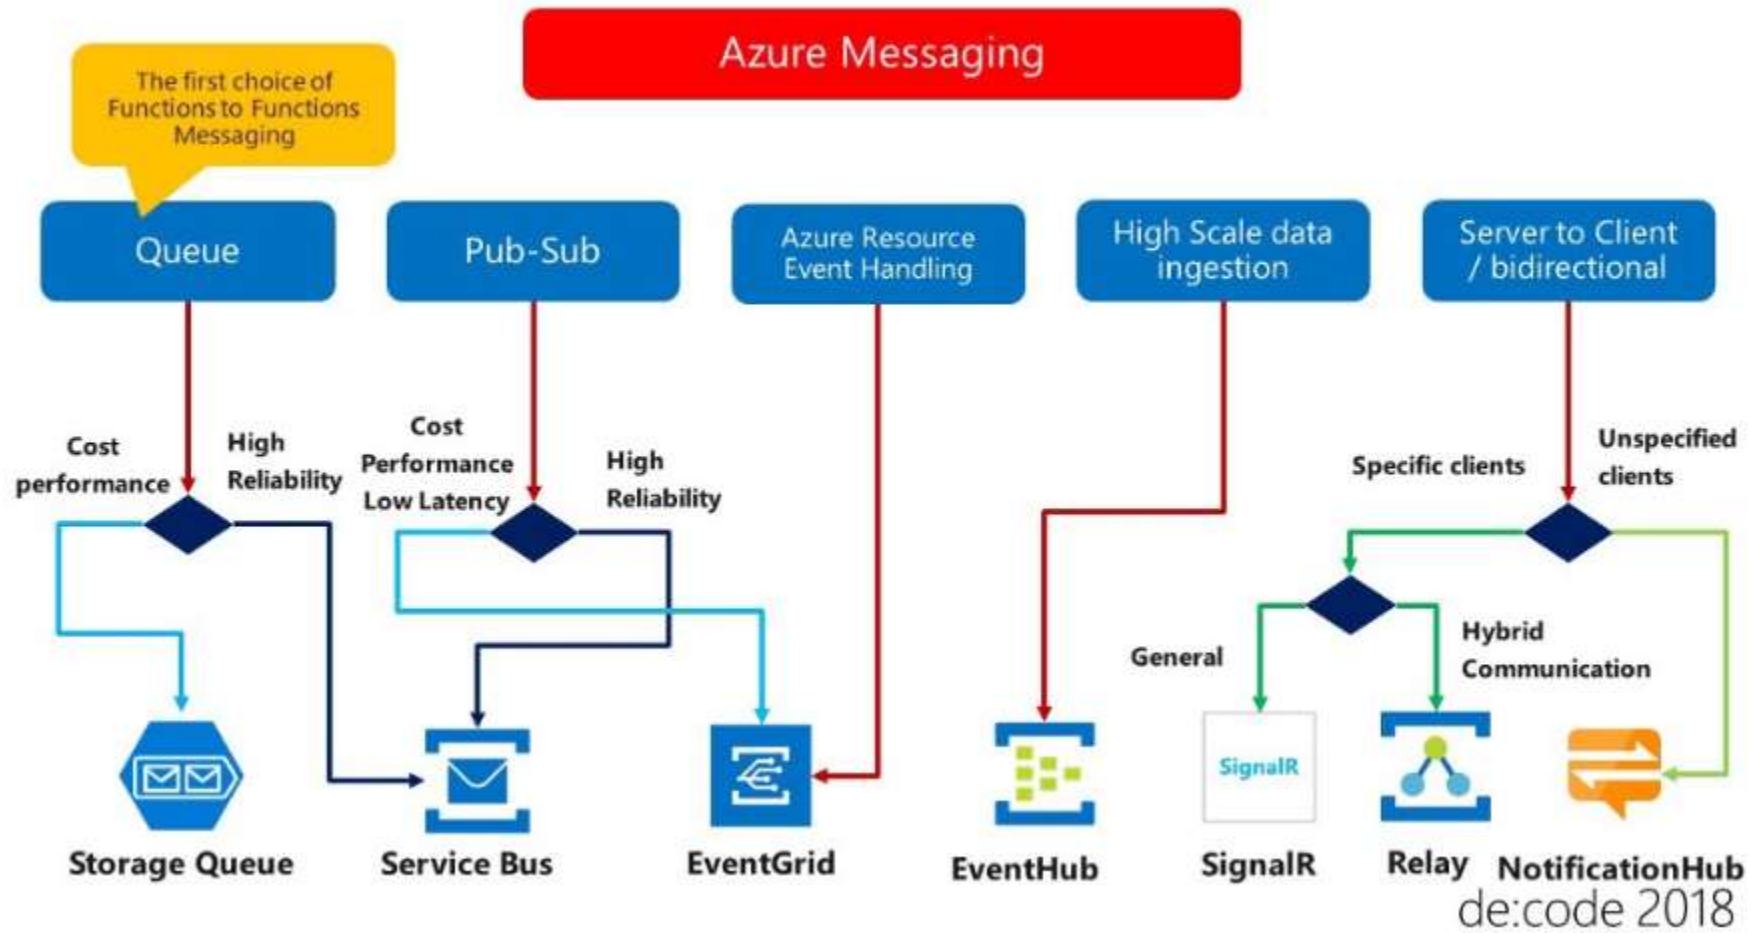 Azure Messaging
The first choice of
Functions to Functions
Messaging
Queue
Pub-Sub
Azure Resource
Event Handling
High Scale data
ingestion
Server to Client
/ bidirectional
Cost
performance
High
Reliability
Cost
Performance
Low Latency
High
Reliability
Specific clients
Unspecified
clients
General
Hybrid
Communication
SignalR
Storage Queue
Service Bus
EventGrid
EventHub
SignalR
Relay
NotificationHub
de:code 2018